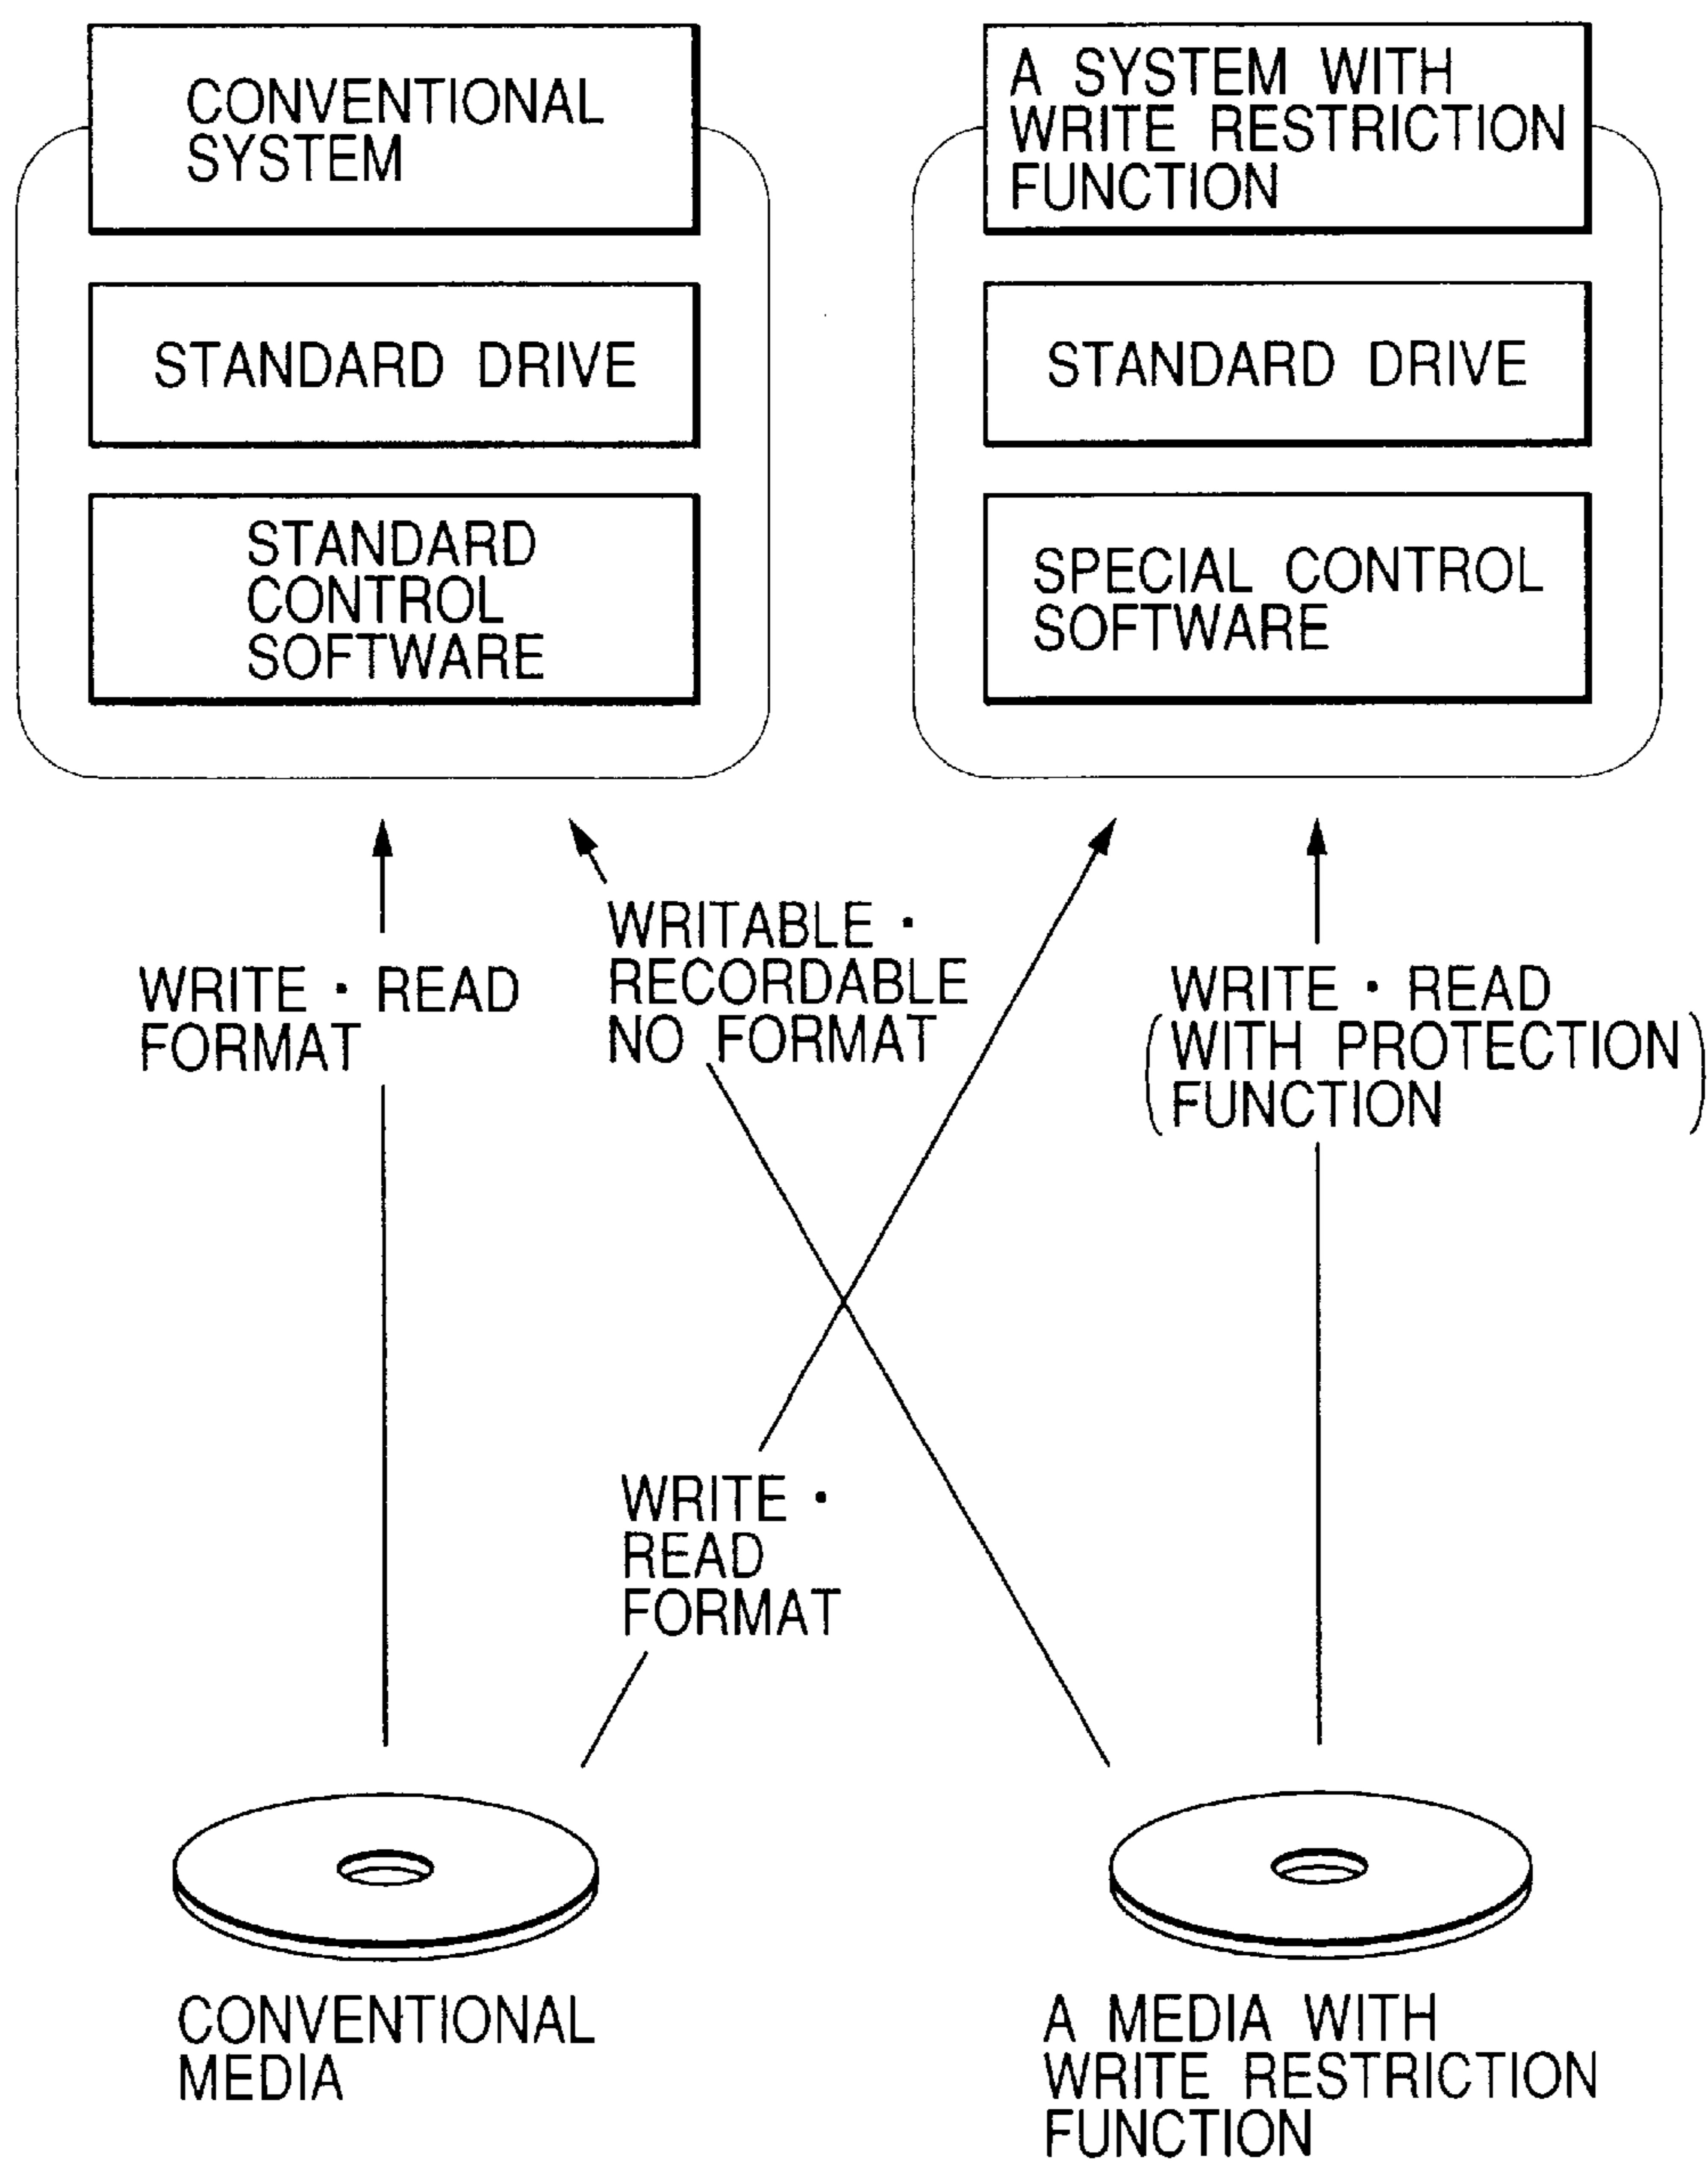 CONVENTIONAL
SYSTEM
STANDARD DRIVE
STANDARD
CONTROL
SOFTWARE
A SYSTEM WITH
WRITE RESTRICTION
FUNCTION
STANDARD DRIVE
SPECIAL CONTROL
SOFTWARE
WRITE・READ
FORMAT
WRITABLE・
RECORDABLE
NO FORMAT
WRITE・READ
(WITH PROTECTION)
FUNCTION
WRITE・
READ
FORMAT
CONVENTIONAL
MEDIA
A MEDIA WITH
WRITE RESTRICTION
FUNCTION